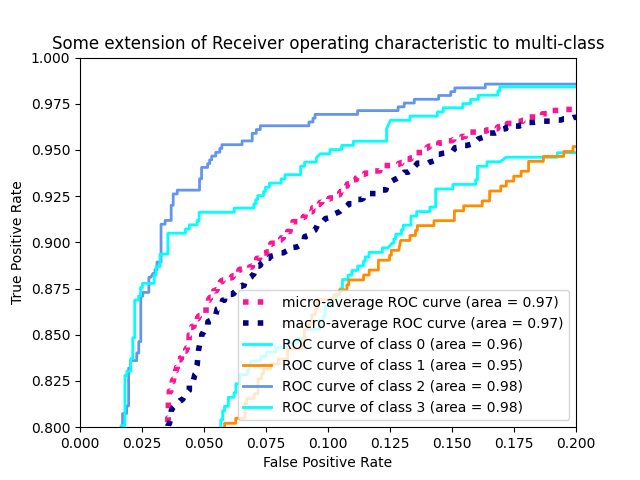 Some extension of Receiver operating characteristic to multi-class
1.000
0.975
0.950
0.925
0.900
0.875
0.850
0.825
0.800
True Positive Rate
micro-average ROC curve (area = 0.97)
macro-average ROC curve (area = 0.97)
ROC curve of class 0 (area = 0.96)
ROC curve of class 1 (area = 0.95)
ROC curve of class 2 (area = 0.98)
ROC curve of class 3 (area = 0.98)
0.000 0.025 0.050 0.075 0.100 0.125 0.150 0.175 0.200
False Positive Rate